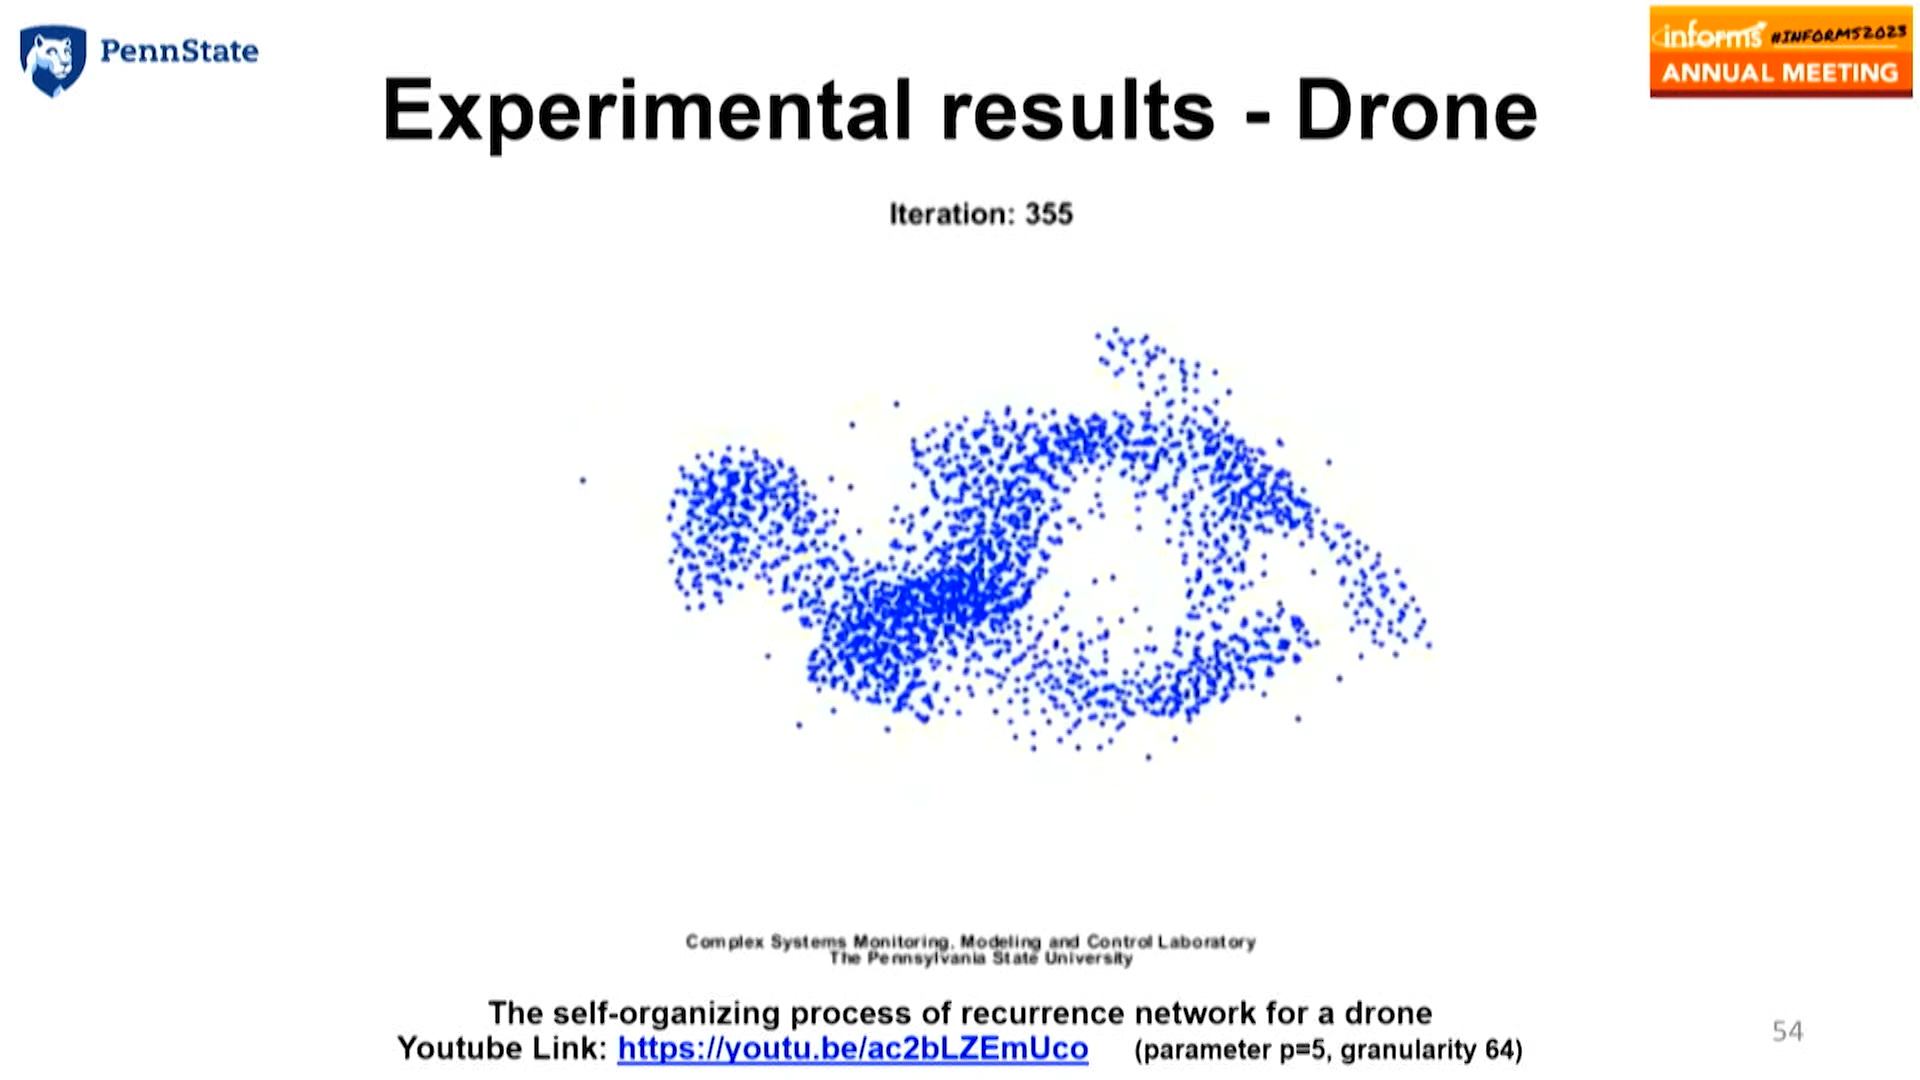 PennState
informs #INFORMS2023
ANNUAL MEETING
Experimental results - Drone
Iteration: 355
Complex Systems Monitoring, Modeling and Control Laboratory
The Pennsylvania State University
The self-organizing process of recurrence network for a drone
Youtube Link: https://youtu.be/ac2bLZEmUco (parameter p=5, granularity 64)
54